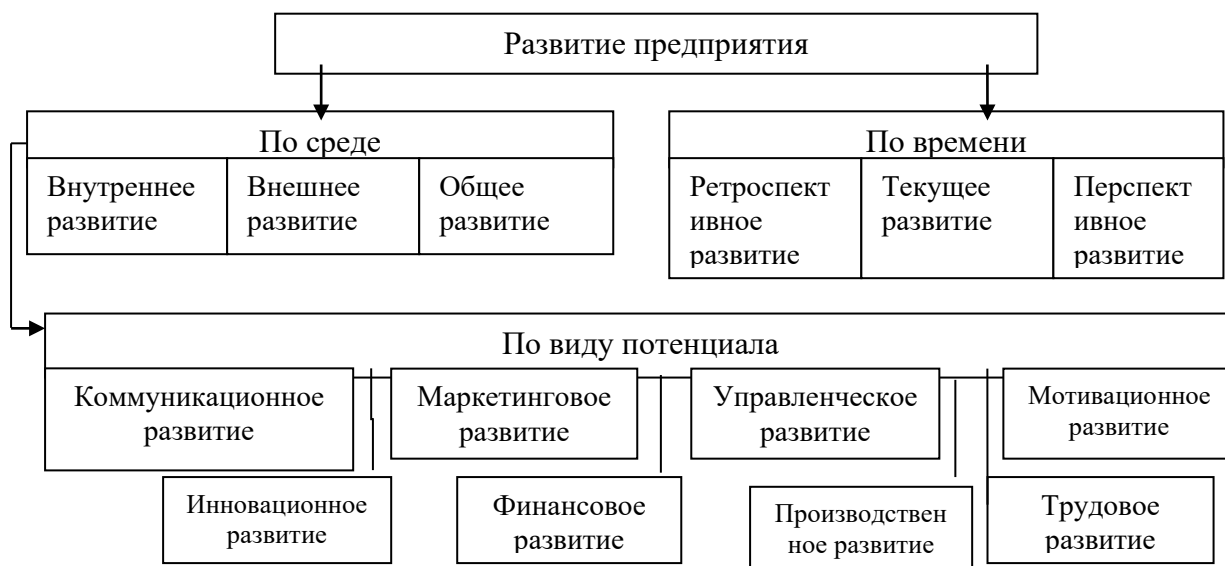 Развитие предприятия
По среде
Внутреннее
развитие
Внешнее
развитие
Общее
развитие
По времени
Ретроспект
ивное
развитие
Текущее
развитие
Перспект
ивное
развитие
По виду потенциала
Коммуникационное
развитие
Маркетинговое
развитие
Управленческое
развитие
Мотивационное
развитие
Инновационное
развитие
Финансовое
развитие
Производствен
ное развитие
Трудовое
развитие